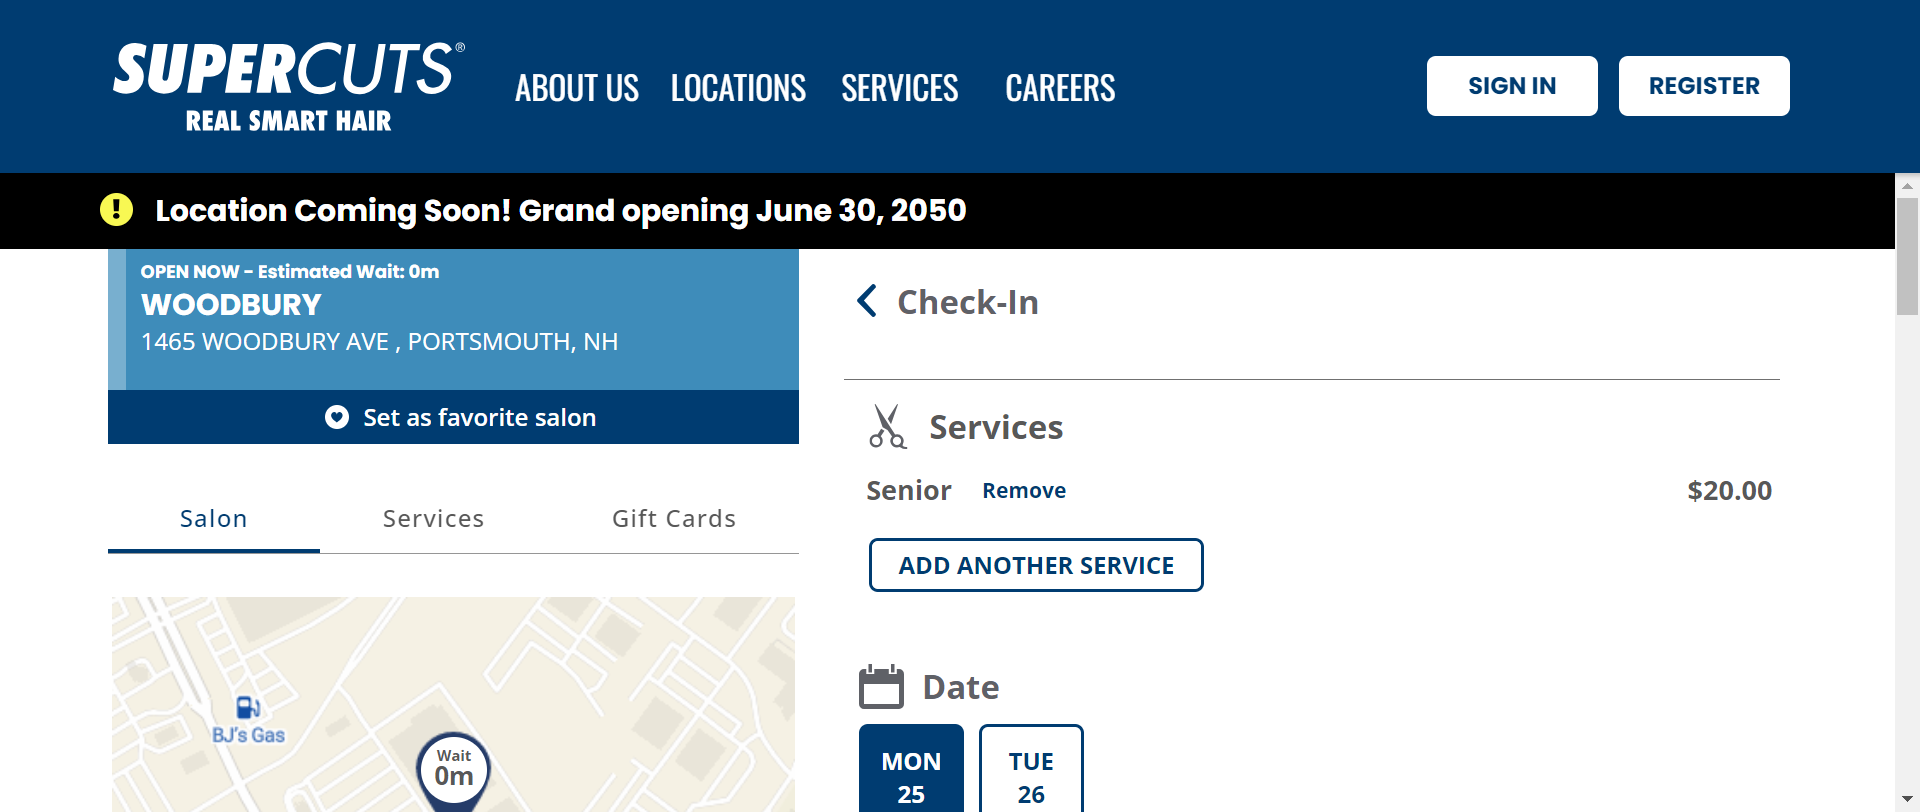 SUPERCUTS®
REAL SMART HAIR
ABOUT US LOCATIONS SERVICES CAREERS
SIGN IN REGISTER
! Location Coming Soon! Grand opening June 30, 2050
OPEN NOW - Estimated Wait: 0m
WOODBURY
1465 WOODBURY AVE , PORTSMOUTH, NH
Set as favorite salon
Salon Services Gift Cards
BJ's Gas
Wait
0m
Check-In
Services
Senior Remove $20.00
ADD ANOTHER SERVICE
Date
MON TUE
25 26